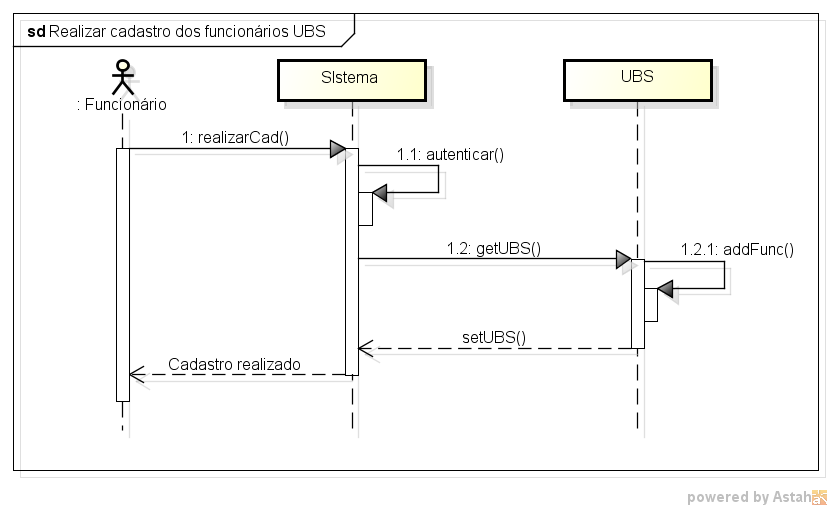 sd Realizar cadastro dos funcionários UBS
SIstema
UBS
: Funcionário
1: realizarCad()
1.1: autenticar()
1.2: getUBS()
1.2.1: addFunc()
setUBS()
Cadastro realizado
powered by Astah